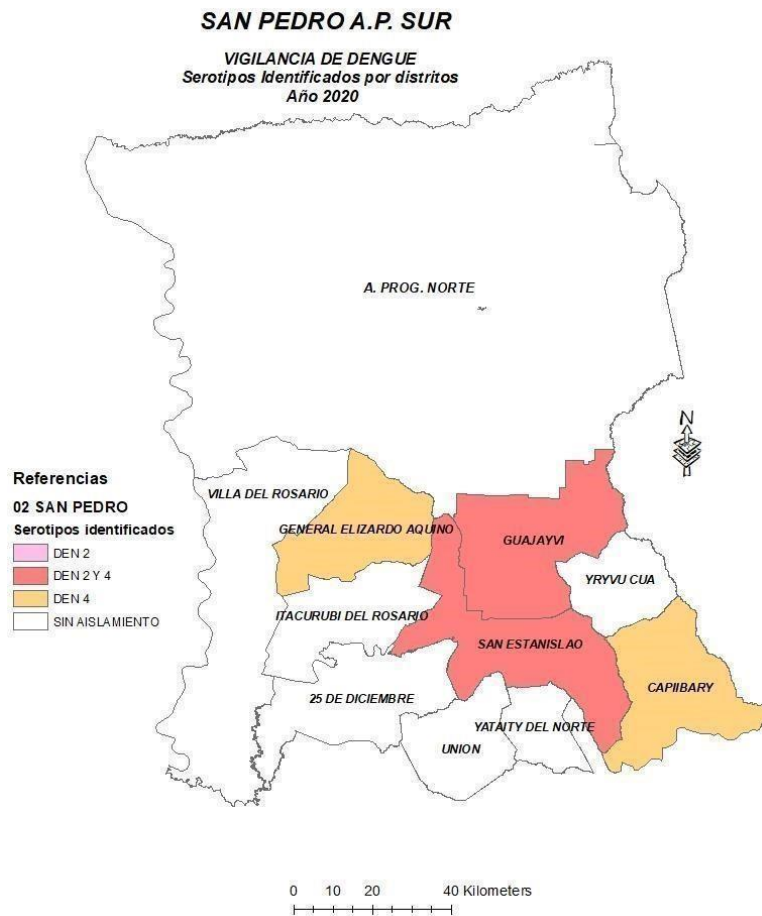 SAN PEDRO A.P. SUR
VIGILANCIA DE DENGUE
Serotipos Identificados por distritos
Año 2020
A. PROG. NORTE
N
Referencias
02 SAN PEDRO
Serotipos identificados
DEN 2
DEN 2 Y 4
DEN 4
SIN AISLAMIENTO
VILLA DEL ROSARIO
GENERAL ELIZARDO AQUINO
GUAJAYVI
YRYVU CUA
ITACURUBI DEL ROSARIO
SAN ESTANISLAO
CAPIIBARY
25 DE DICIEMBRE
YATAITY DEL NORTE
UNION
0 10 20 40 Kilometers